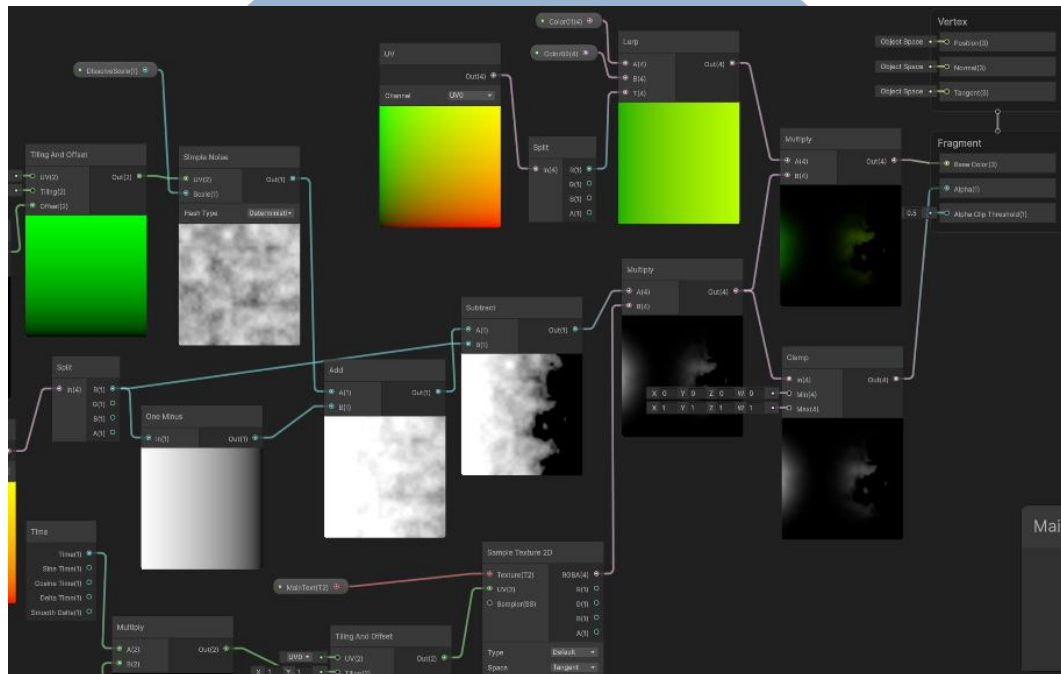 Color01(4)
Color02(4)
DissolveScale(1)
UV
Out(4)
Channel
UV0
Lerp
A(4)
B(4)
T(4)
Out(4)
Vertex
Object Space
Position(3)
Object Space
Normal(3)
Object Space
Tangent(3)
Fragment
Base Color(3)
Alpha(1)
0.5
Alpha Clip Threshold(1)
Tiling And Offset
UV(2)
Tiling(2)
Offset(2)
Out(2)
Simple Noise
UV(2)
Scale(1)
Out(1)
Hash Type
Deterministi
Split
In(4)
R(1)
G(1)
B(1)
A(1)
Multiply
A(4)
B(4)
Out(4)
Multiply
A(4)
B(4)
Out(4)
Subtract
A(1)
B(1)
Out(1)
Split
In(4)
R(1)
G(1)
B(1)
A(1)
One Minus
In(1)
Out(1)
Add
A(1)
B(1)
Out(1)
Clamp
In(4)
Min(4)
Max(4)
Out(4)
X 0 Y 0 Z 0 W 0
X 1 Y 1 Z 1 W 1
Mai
Time
Time(1)
Sine Time(1)
Cosine Time(1)
Delta Time(1)
Smooth Delta(1)
MainText(T2)
Sample Texture 2D
Texture(T2)
UV(2)
Sampler(SS)
RGBA(4)
R(1)
G(1)
B(1)
A(1)
Type
Default
Space
Tangent
Multiply
A(2)
B(2)
Out(2)
Tiling And Offset
UV0
UV(2)
Out(2)
X 1 Y 1
Tiling(2)